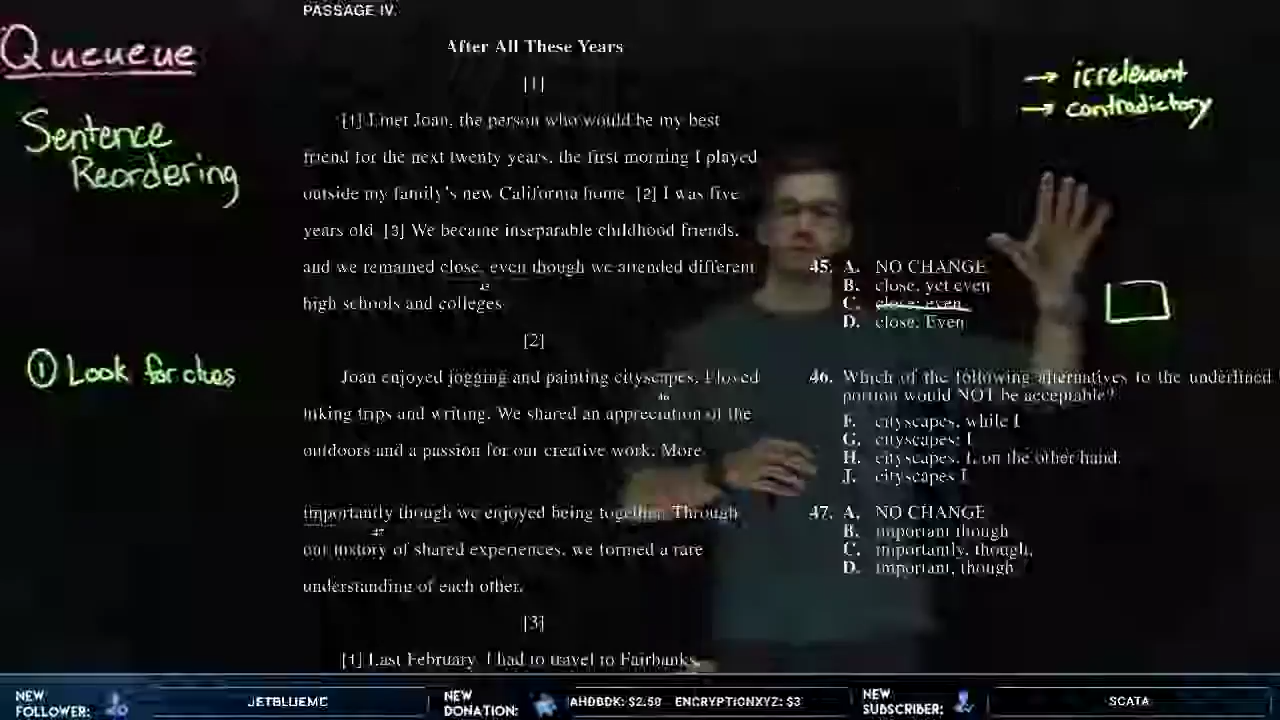 PASSAGE IV.
Queueue
After All These Years
[1]
→ irrelevant
→ contradictory
Sentence
Reordering
[1] I met Joan, the person who would be my best
friend for the next twenty years, the first morning I played
outside my family's new California home. [2] I was five
years old. [3] We became inseparable childhood friends,
and we remained close, even though we attended different
45
high schools and colleges.
45. A. NO CHANGE
B. close, yet even
C. close; even
D. close. Even
[2]
① Look for clues
Joan enjoyed jogging and painting cityscapes. I loved
46
hiking trips and writing. We shared an appreciation of the
outdoors and a passion for our creative work. More
46. Which of the following alternatives to the underlined
portion would NOT be acceptable?
F. cityscapes, while I
G. cityscapes; I
H. cityscapes. I, on the other hand,
J. cityscapes I
importantly though we enjoyed being together. Through
47
our history of shared experiences, we formed a rare
understanding of each other.
47. A. NO CHANGE
B. important though
C. importantly, though,
D. important, though
[3]
[1] Last February, I had to travel to Fairbanks,
NEW
FOLLOWER:
JETBLUEME
NEW
DONATION:
AHDBDK: $2.50 ENCRYPTIONXYZ: $3
NEW
SUBSCRIBER:
SCATA